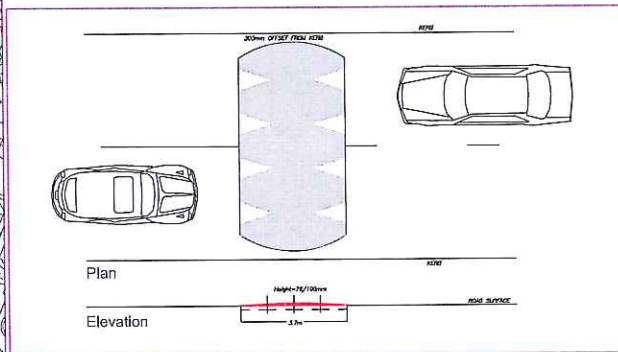 KERB
300mm OFFSET FROM KERB
KERB
Plan
Height=75/100mm
ROAD SURFACE
Elevation
3.7m